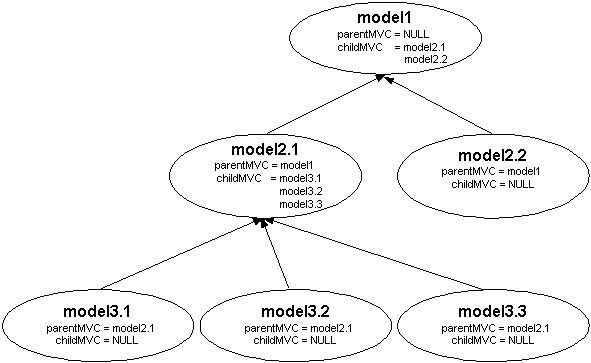 model1
parentMVC = NULL
childMVC = model2.1
model2.2
model2.1
parentMVC = model1
childMVC = model3.1
model3.2
model3.3
model2.2
parentMVC = model1
childMVC = NULL
model3.1
parentMVC = model2.1
childMVC = NULL
model3.2
parentMVC = model2.1
childMVC = NULL
model3.3
parentMVC = model2.1
childMVC = NULL